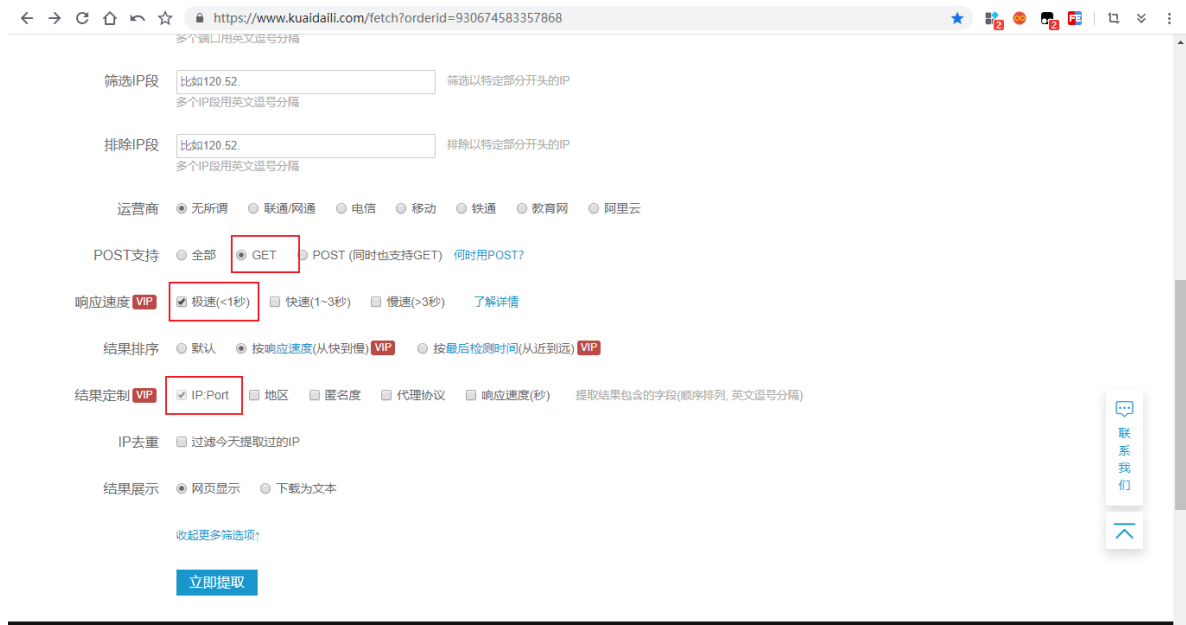 https://www.kuaidaili.com/fetch?orderid=930674583357868
2
2
FE
多个端口用英文逗号分隔
筛选IP段 比如120.52. 筛选以特定部分开头的IP
多个IP段用英文逗号分隔
排除IP段 比如120.52. 排除以特定部分开头的IP
多个IP段用英文逗号分隔
运营商 无所谓 联通/网通 电信 移动 铁通 教育网 阿里云
POST支持 全部 GET POST (同时也支持GET) 何时用POST?
响应速度 VIP 极速(<1秒) 快速(1~3秒) 慢速(>3秒) 了解详情
结果排序 默认 按响应速度(从快到慢) VIP 按最后检测时间(从近到远) VIP
结果定制 VIP IP:Port 地区 匿名度 代理协议 响应速度(秒) 提取结果包含的字段(顺序排列, 英文逗号分隔)
IP去重 过滤今天提取过的IP
结果展示 网页显示 下载为文本
收起更多筛选项↑
立即提取
联
系
我
们